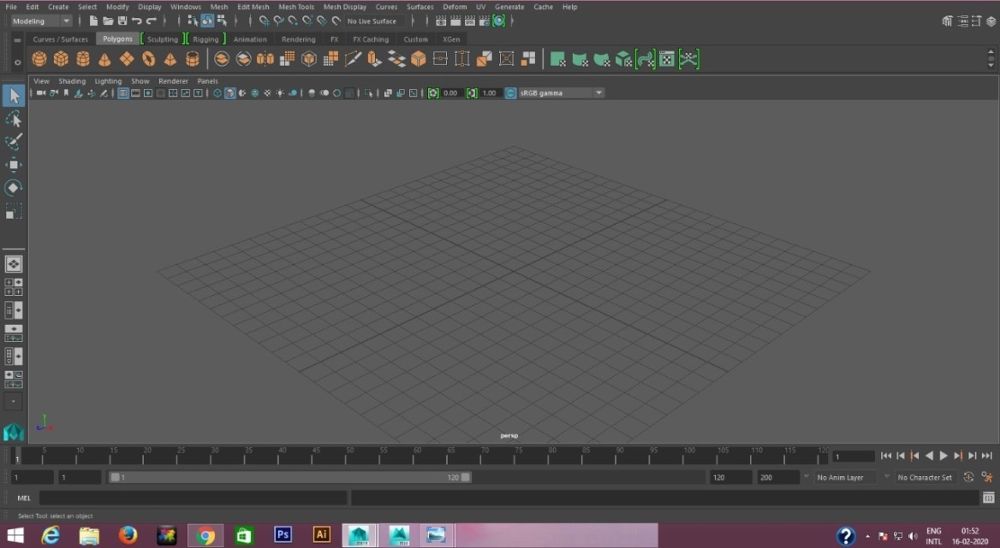 File Edit Create Select Modify Display Windows Mesh Edit Mesh Mesh Tools Mesh Display Curves Surfaces Deform UV Generate Cache Help
Modeling No Live Surface
Curves / Surfaces Polygons Sculpting Rigging Animation Rendering FX FX Caching Custom XGen
View Shading Lighting Show Renderer Panels
0.00 1.00 sRGB gamma
persp
5 10 15 20 25 30 35 40 45 50 55 60 65 70 75 80 85 90 95 100 105 110 115 120 1
1
1 1 1 120 120 200 No Anim Layer No Character Set
MEL
Select Tool: select an object
Ps Ai ENG 01:52
INTL 16-02-2020